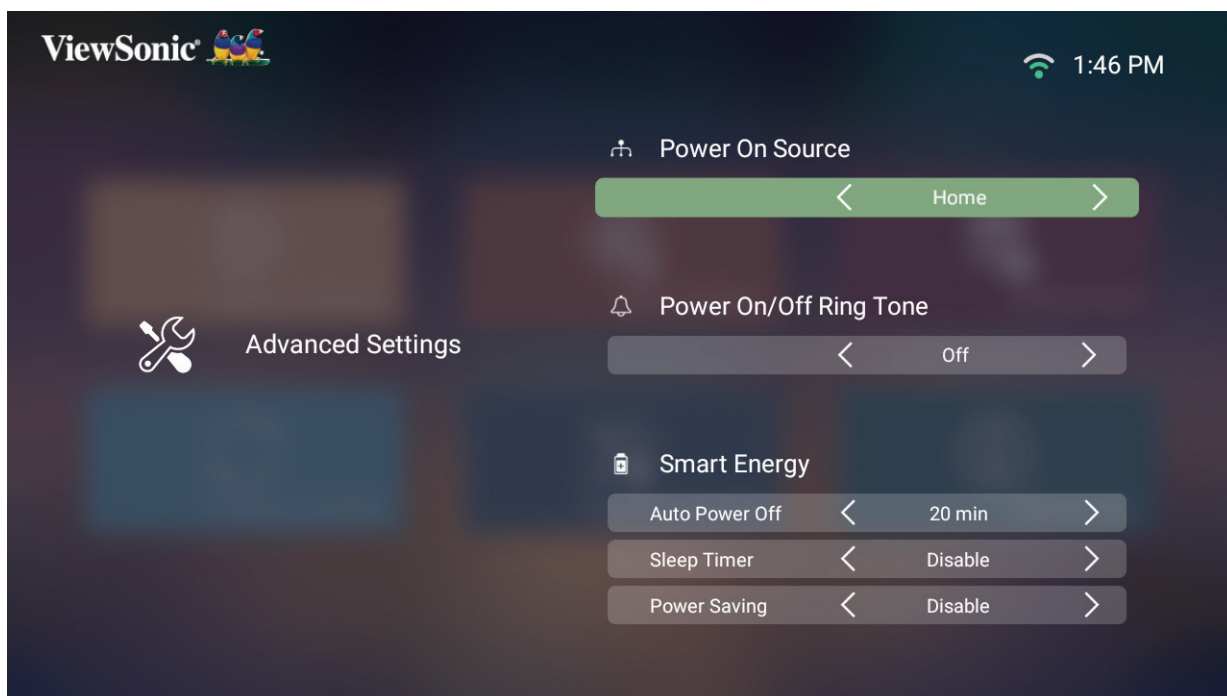 ViewSonic
1:46 PM
Power On Source
Home
Power On/Off Ring Tone
Off
Advanced Settings
Smart Energy
Auto Power Off 20 min
Sleep Timer Disable
Power Saving Disable